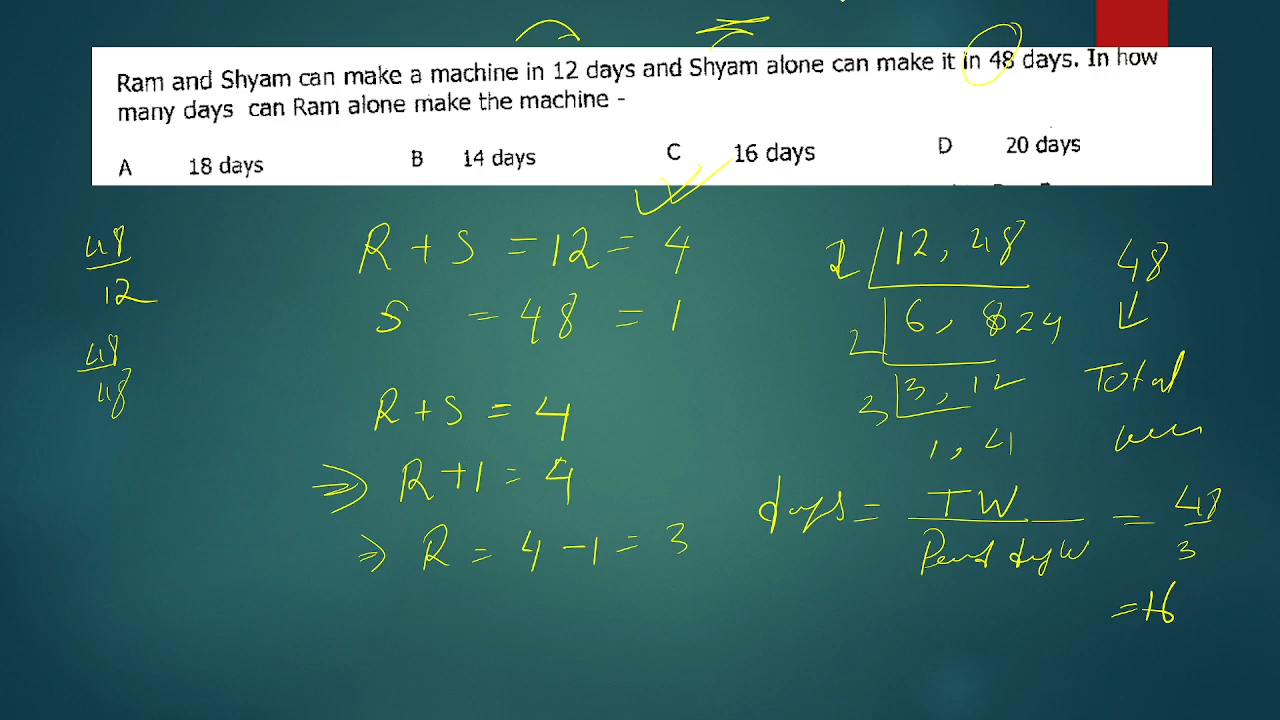 Ram and Shyam can make a machine in 12 days and Shyam alone can make it in 48 days. In how
many days can Ram alone make the machine -
A 18 days B 14 days C 16 days D 20 days
48
12
48
48
R + S = 12 = 4
S = 48 = 1
R + S = 4
⇒ R + 1 = 4
⇒ R = 4 - 1 = 3
2 | 12, 48
2 | 6, 24
3 | 3, 12
1, 4
48
↓
Total
days = TW = 48
3
= 16